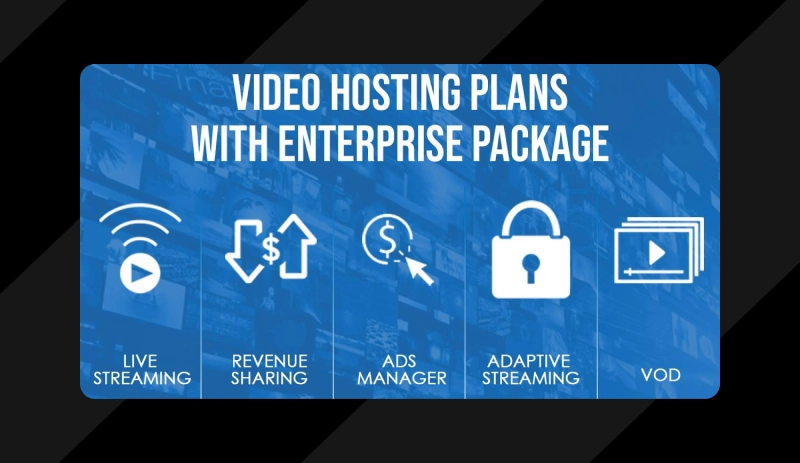 VIDEO HOSTING PLANS
WITH ENTERPRISE PACKAGE
$
$
LIVE
STREAMING
REVENUE
SHARING
ADS
MANAGER
ADAPTIVE
STREAMING
VOD